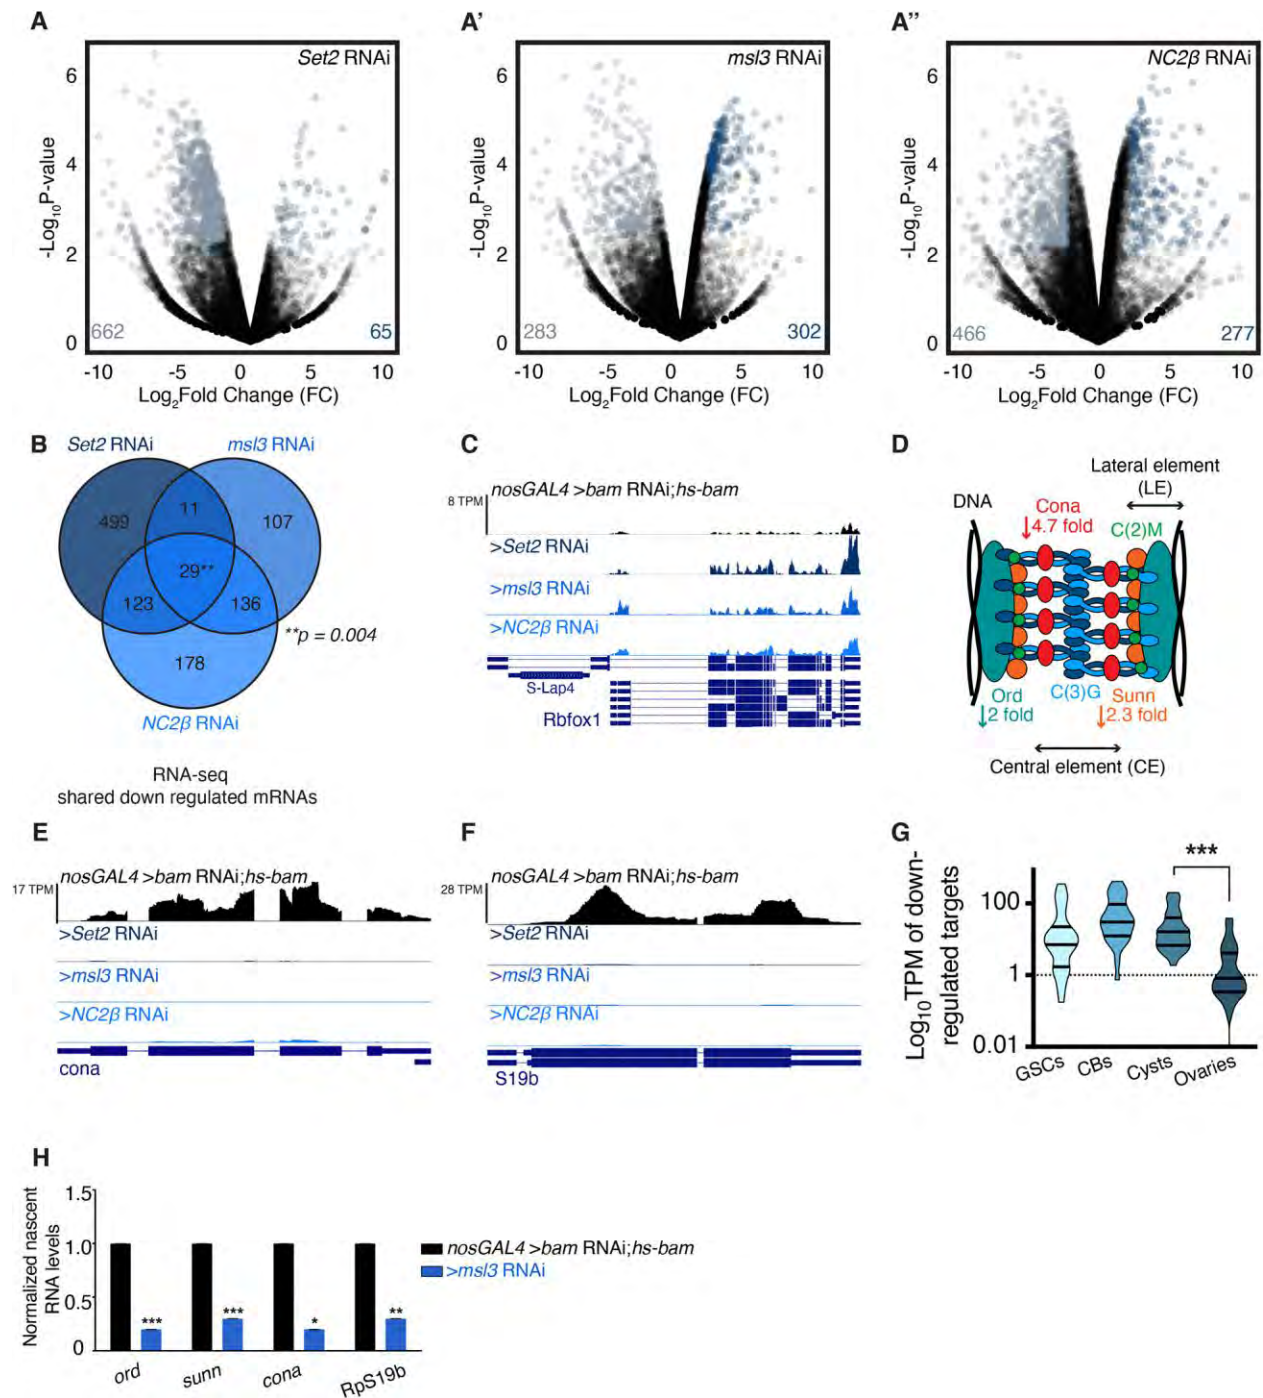 A
Set2 RNAi
6
4
2
0
-Log10P-value
662
65
-10
-5
0
5
10
Log2Fold Change (FC)
A'
msl3 RNAi
6
4
2
0
-Log10P-value
283
302
-10
-5
0
5
10
Log2Fold Change (FC)
A''
NC2β RNAi
6
4
2
0
-Log10P-value
466
277
-10
-5
0
5
10
Log2Fold Change (FC)
B
Set2 RNAi
msl3 RNAi
499
11
107
29**
123
136
**p = 0.004
178
NC2β RNAi
RNA-seq
shared down regulated mRNAs
C
nosGAL4 >bam RNAi;hs-bam
8 TPM
>Set2 RNAi
>msl3 RNAi
>NC2β RNAi
S-Lap4
Rbfox1
D
Lateral element
(LE)
DNA
Cona
↓4.7 fold
C(2)M
Ord
↓2 fold
C(3)G
Sunn
↓2.3 fold
Central element (CE)
E
nosGAL4 >bam RNAi;hs-bam
17 TPM
>Set2 RNAi
>msl3 RNAi
>NC2β RNAi
cona
F
nosGAL4 >bam RNAi;hs-bam
28 TPM
>Set2 RNAi
>msl3 RNAi
>NC2β RNAi
S19b
G
***
Log10TPM of down-
regulated targets
100
1
0.01
GSCs
CBs
Cysts
Ovaries
H
Normalized nascent
RNA levels
1.5
1.0
0.5
0
***
***
*
**
ord
sunn
cona
RpS19b
nosGAL4 >bam RNAi;hs-bam
>msl3 RNAi